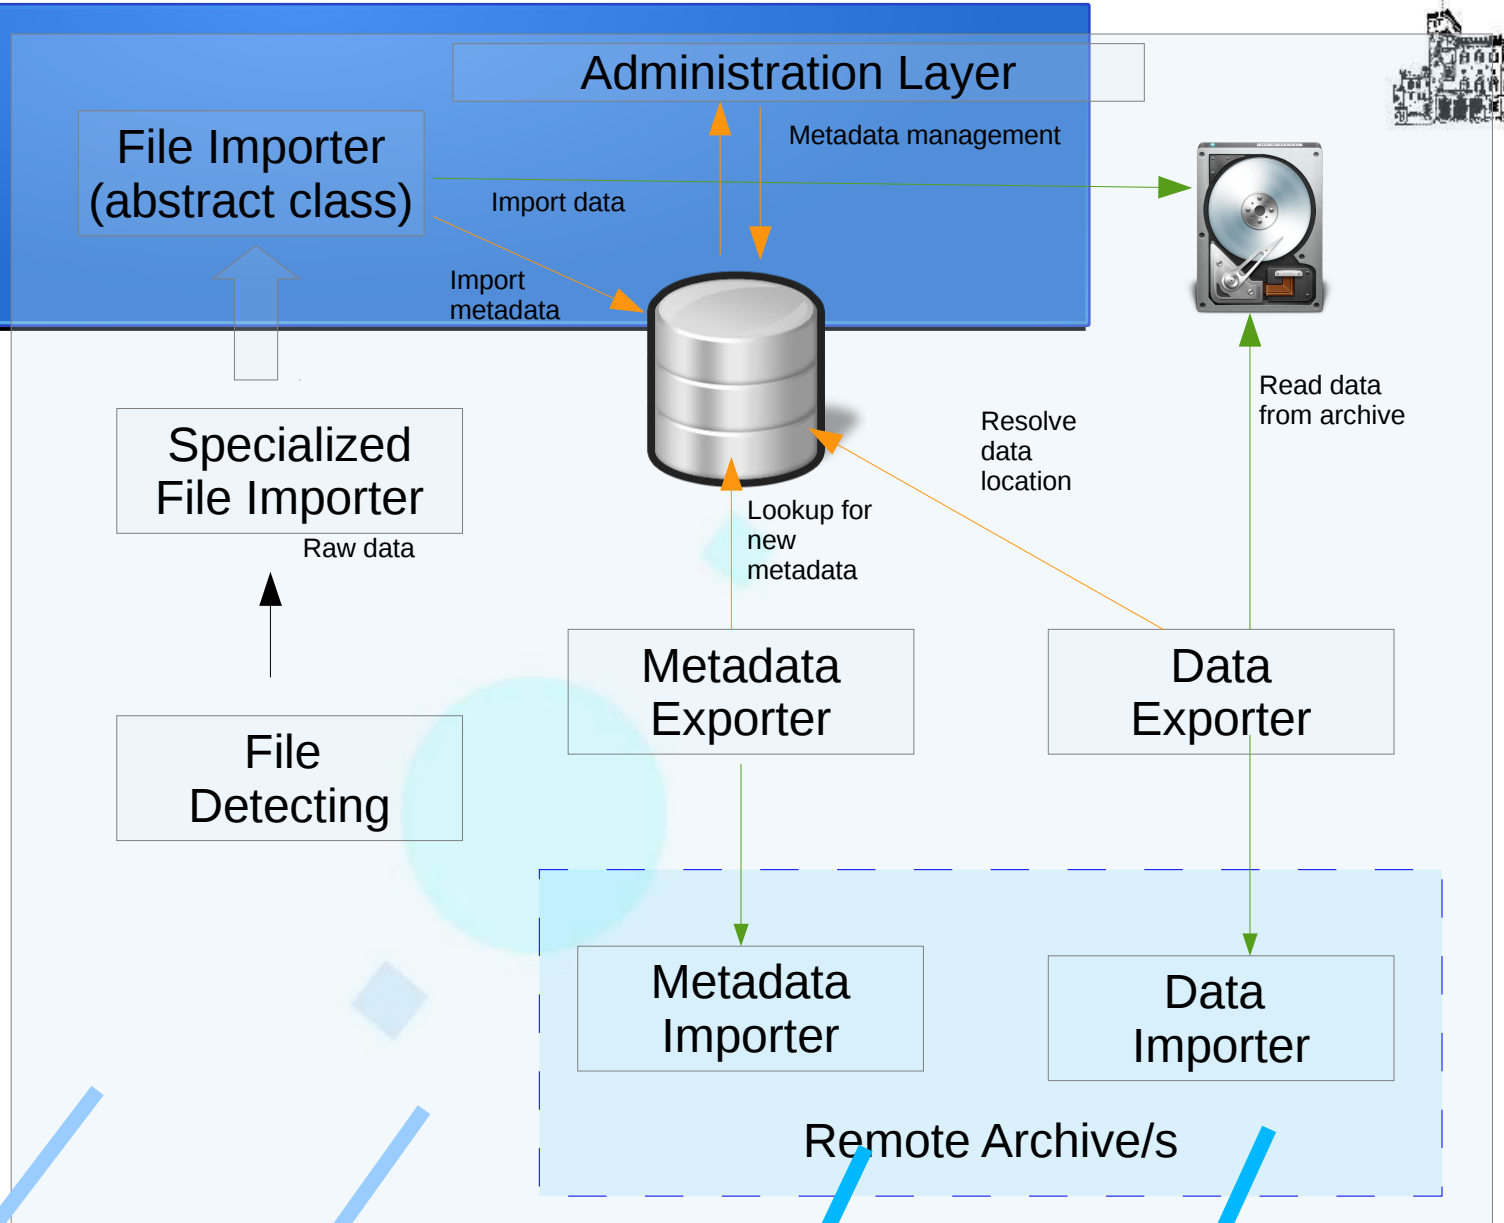 Administration Layer
File Importer
(abstract class)
Metadata management
Import data
Import
metadata
Read data
from archive
Resolve
data
location
Specialized
File Importer
Raw data
Lookup for
new
metadata
Metadata
Exporter
Data
Exporter
File
Detecting
Metadata
Importer
Data
Importer
Remote Archive/s